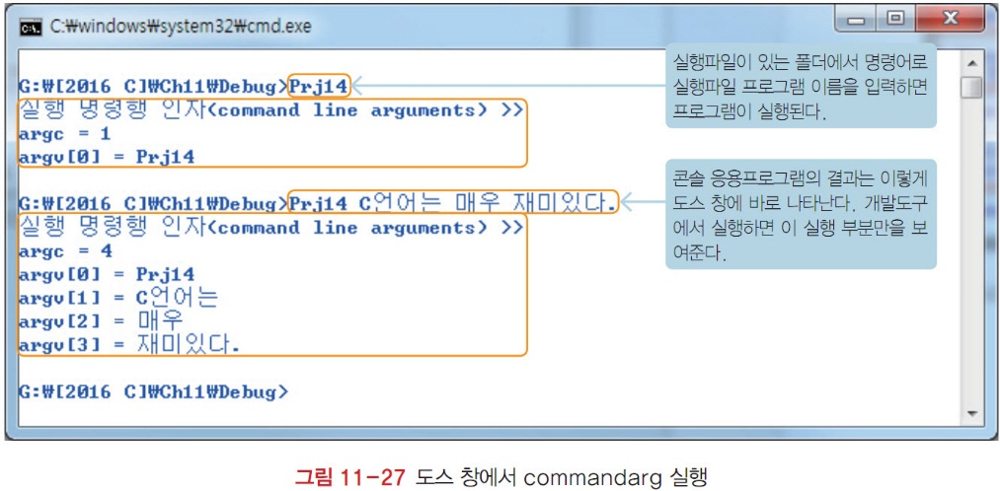 C:₩windows₩system32₩cmd.exe
G:₩[2016 C]₩Ch11₩Debug>Prj14
실행 명령행 인자(command line arguments) >>
argc = 1
argv[0] = Prj14
G:₩[2016 C]₩Ch11₩Debug>Prj14 C언어는 매우 재미있다.
실행 명령행 인자(command line arguments) >>
argc = 4
argv[0] = Prj14
argv[1] = C언어는
argv[2] = 매우
argv[3] = 재미있다.
G:₩[2016 C]₩Ch11₩Debug>
실행파일이 있는 폴더에서 명령어로
실행파일 프로그램 이름을 입력하면
프로그램이 실행된다.
콘솔 응용프로그램의 결과는 이렇게
도스 창에 바로 나타난다. 개발도구
에서 실행하면 이 실행 부분만을 보
여준다.
그림 11-27 도스 창에서 commandarg 실행